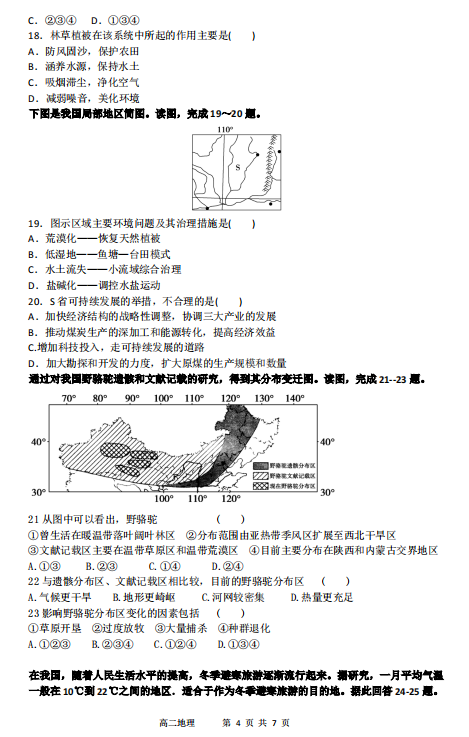 C．②③④    D．①③④
18．林草植被在该系统中所起的作用主要是(      )
A．防风固沙，保护农田
B．涵养水源，保持水土
C．吸烟滞尘，净化空气
D．减弱噪音，美化环境
下图是我国局部地区简图。读图，完成19～20题。
110°
S
19．图示区域主要环境问题及其治理措施是(      )
A．荒漠化——恢复天然植被
B．低湿地——鱼塘—台田模式
C．水土流失——小流域综合治理
D．盐碱化——调控水盐运动
20．S省可持续发展的举措，不合理的是(      )
A．加快经济结构的战略性调整，协调三大产业的发展
B．推动煤炭生产的深加工和能源转化，提高经济效益
C.增加科技投入，走可持续发展的道路
D．加大勘探和开发的力度，扩大原煤的生产规模和数量
通过对我国野骆驼遗骸和文献记载的研究，得到其分布变迁图。读图，完成21--23题。
70° 80° 90° 100° 110° 120° 130° 140°
40° 40°
野骆驼遗骸分布区
野骆驼文献记载区
现在野骆驼分布区
30° 30°
100° 110° 120°
21从图中可以看出，野骆驼          (      )
①曾生活在暖温带落叶阔叶林区  ②分布范围由亚热带季风区扩展至西北干旱区
③文献记载区主要在温带草原区和温带荒漠区  ④目前主要分布在陕西和内蒙古交界地区
A.①③    B.②③    C.①④    D.②④
22与遗骸分布区、文献记载区相比较，目前的野骆驼分布区    (      )
A.气候更干旱    B.地形更崎岖    C.河网较密集    D.热量更充足
23影响野骆驼分布区变化的因素包括    (      )
①草原开垦  ②过度放牧  ③大量捕杀  ④种群退化
A.①②③    B.②③④    C.①②④    D.①③④
在我国，随着人民生活水平的提高，冬季避寒旅游逐渐流行起来。据研究，一月平均气温
一般在10℃到22℃之间的地区．适合于作为冬季避寒旅游的目的地。据此回答24-25题。
高二地理    第 4 页 共 7 页